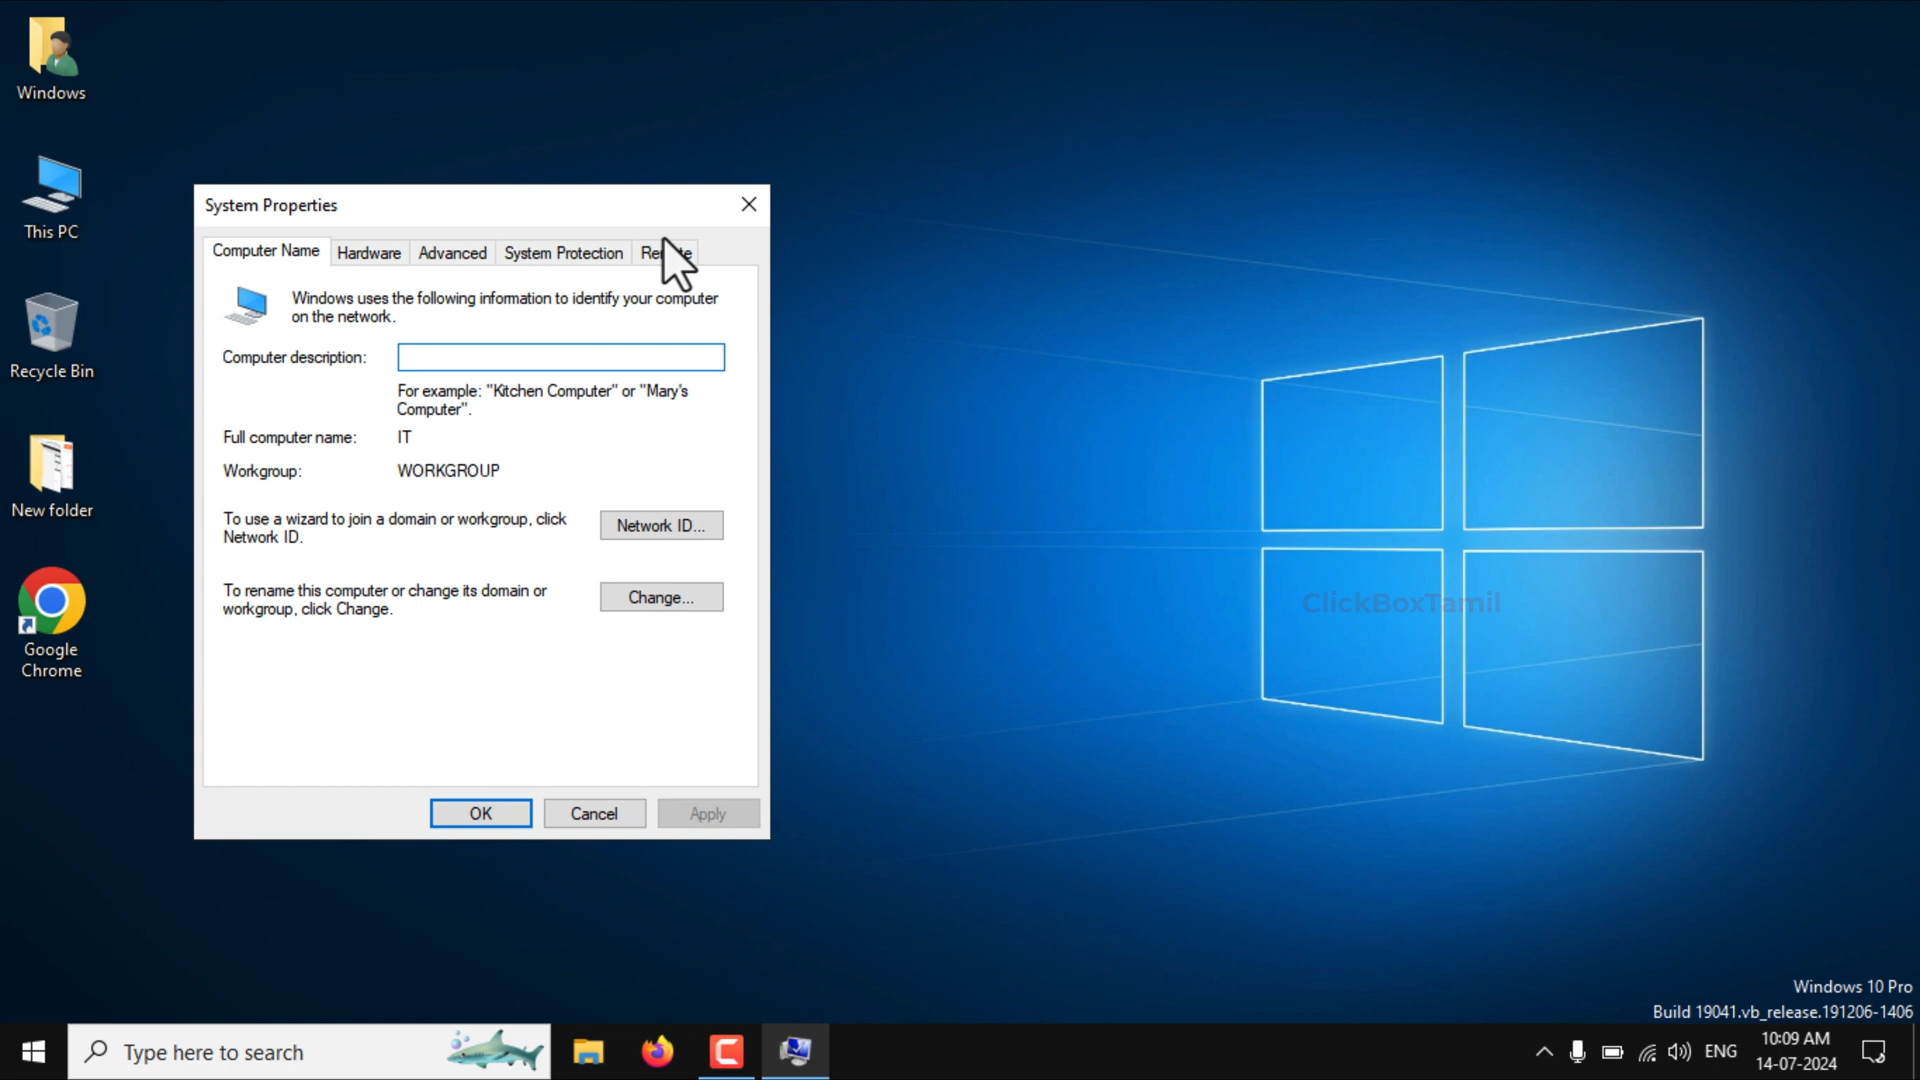 Windows
This PC
Recycle Bin
New folder
Google
Chrome
System Properties
Computer Name
Hardware
Advanced
System Protection
Windows uses the following information to identify your computer
on the network.
Computer description:
For example: "Kitchen Computer" or "Mary's
Computer".
Full computer name:
IT
Workgroup:
WORKGROUP
To use a wizard to join a domain or workgroup, click
Network ID.
Network ID...
To rename this computer or change its domain or
workgroup, click Change.
Change...
OK
Cancel
Apply
ClickBoxTamil
Windows 10 Pro
Build 19041.vb_release.191206-1406
Type here to search
ENG
10:09 AM
14-07-2024